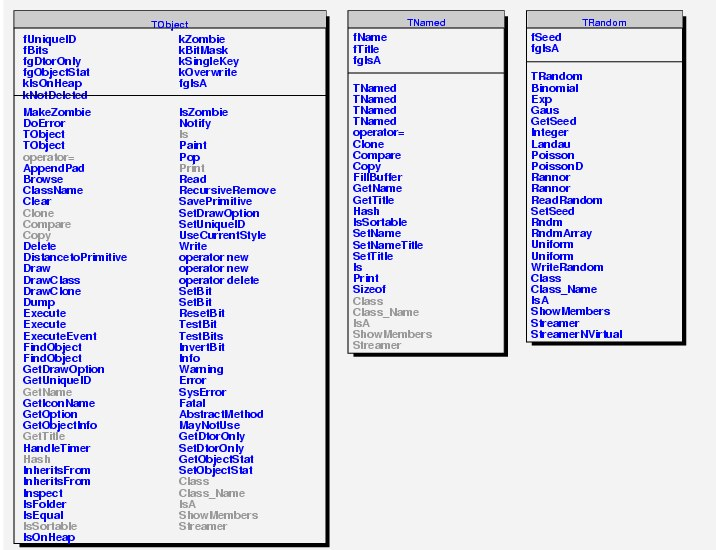 TObject
fUniqueID
fBits
fgDtorOnly
fgObjectStat
kIsOnHeap
kNotDeleted
kZombie
kBitMask
kSingleKey
kOverwrite
fgIsA
MakeZombie
DoError
TObject
TObject
operator=
AppendPad
Browse
ClassName
Clear
Clone
Compare
Copy
Delete
DistancetoPrimitive
Draw
DrawClass
DrawClone
Dump
Execute
Execute
ExecuteEvent
FindObject
FindObject
GetDrawOption
GetUniqueID
GetName
GetIconName
GetOption
GetObjectInfo
GetTitle
HandleTimer
Hash
InheritsFrom
InheritsFrom
Inspect
IsFolder
IsEqual
IsSortable
IsOnHeap
IsZombie
Notify
Is
Paint
Pop
Print
Read
RecursiveRemove
SavePrimitive
SetDrawOption
SetUniqueID
UseCurrentStyle
Write
operator new
operator new
operator delete
SetBit
SetBit
ResetBit
TestBit
TestBits
InvertBit
Info
Warning
Error
SysError
Fatal
AbstractMethod
MayNotUse
GetDtorOnly
SetDtorOnly
GetObjectStat
SetObjectStat
Class
Class_Name
IsA
ShowMembers
Streamer
TNamed
fName
fTitle
fgIsA
TNamed
TNamed
TNamed
TNamed
operator=
Clone
Compare
Copy
FillBuffer
GetName
GetTitle
Hash
IsSortable
SetName
SetNameTitle
SetTitle
ls
Print
Sizeof
Class
Class_Name
IsA
ShowMembers
Streamer
TRandom
fSeed
fgIsA
TRandom
Binomial
Exp
Gaus
GetSeed
Integer
Landau
Poisson
PoissonD
Rannor
Rannor
ReadRandom
SetSeed
Rndm
RndmArray
Uniform
Uniform
WriteRandom
Class
Class_Name
IsA
ShowMembers
Streamer
StreamerNVirtual